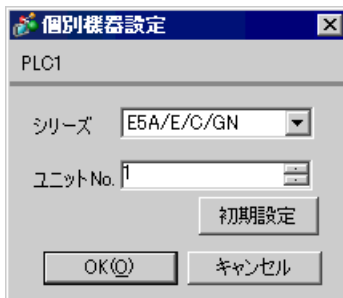 個別機器設定
PLC1
シリーズ E5A/E/C/GN
ユニットNo. 1
初期設定
OK(O) キャンセル